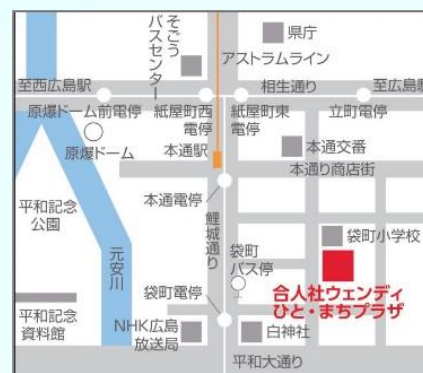 そごう
バスセンター
県庁
アストラムライン
至西広島駅
相生通り
至広島駅
原爆ドーム前電停
紙屋町西
電停
紙屋町東
電停
立町電停
原爆ドーム
本通駅
本通交番
本通り商店街
平和記念
公園
本通電停
鯉城通り
袋町
バス停
袋町小学校
元安川
合人社ウェンディ
ひと・まちプラザ
袋町電停
平和記念
資料館
NHK広島
放送局
白神社
平和大通り